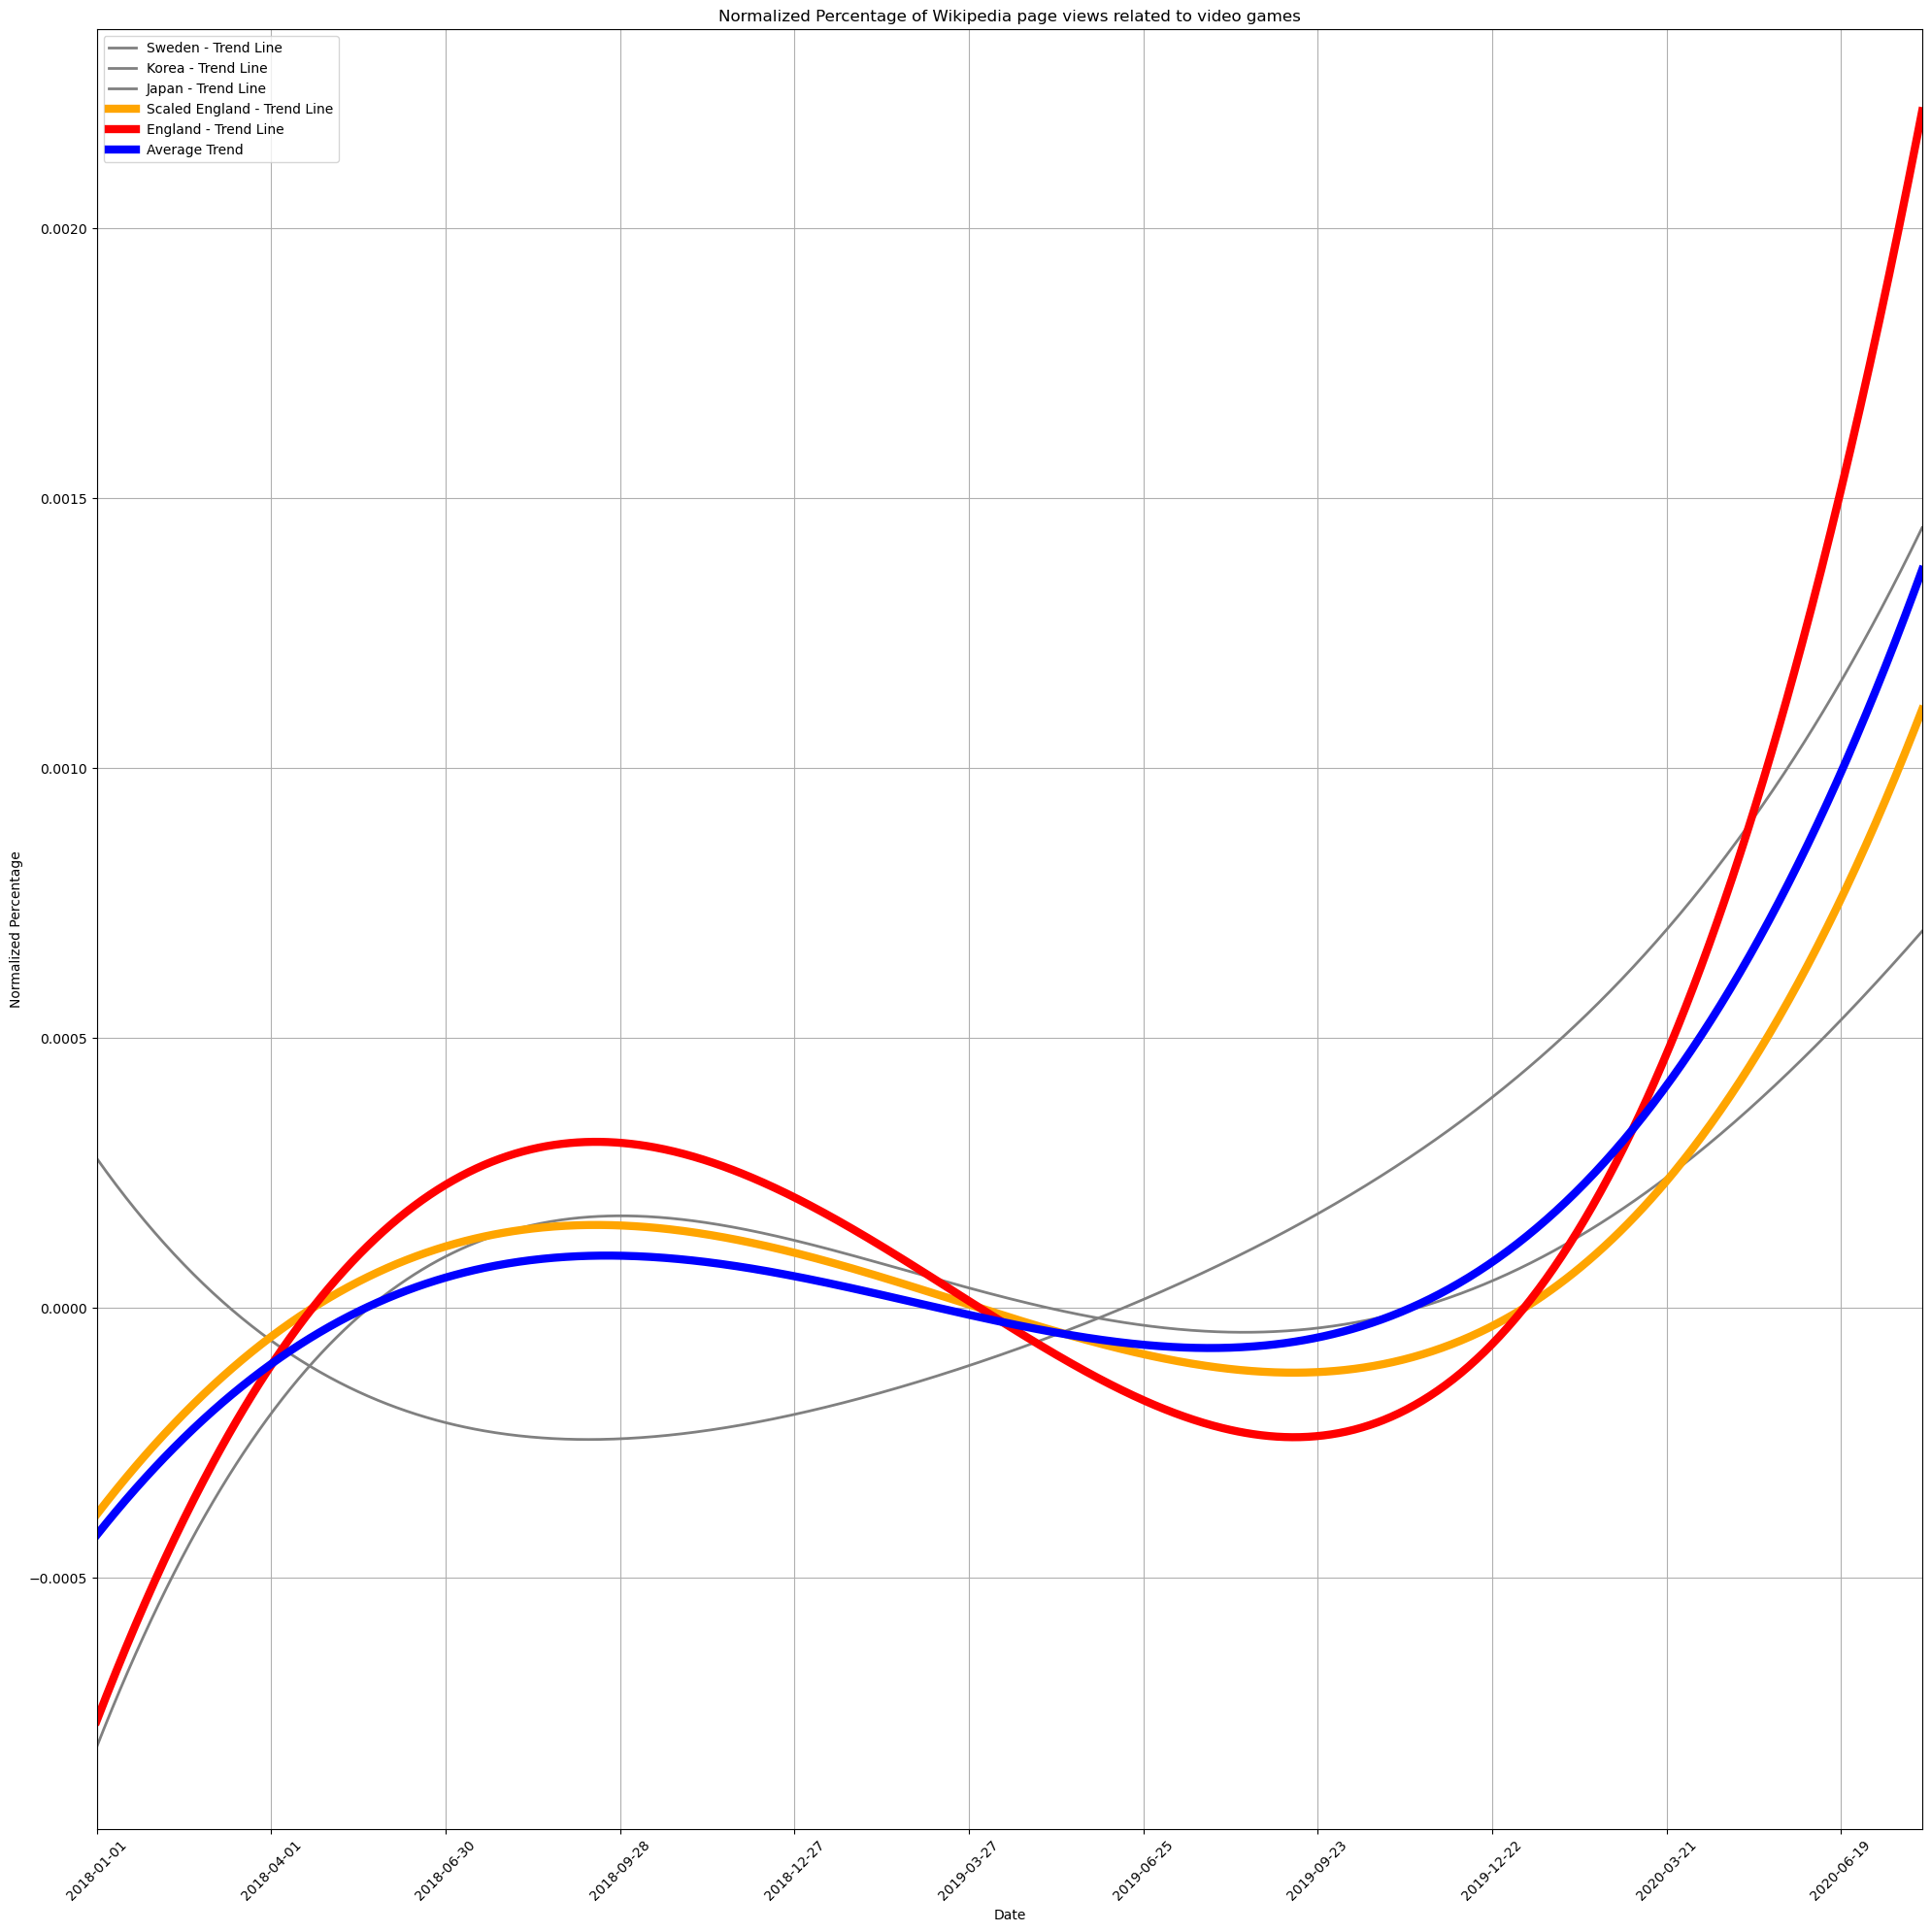 Normalized Percentage of Wikipedia page views related to video games
Sweden - Trend Line
Korea - Trend Line
Japan - Trend Line
Scaled England - Trend Line
England - Trend Line
Average Trend
0.0020
0.0015
0.0010
0.0005
0.0000
−0.0005
Normalized Percentage
2018-01-01
2018-04-01
2018-06-30
2018-09-28
2018-12-27
2019-03-27
2019-06-25
2019-09-23
2019-12-22
2020-03-21
2020-06-19
Date